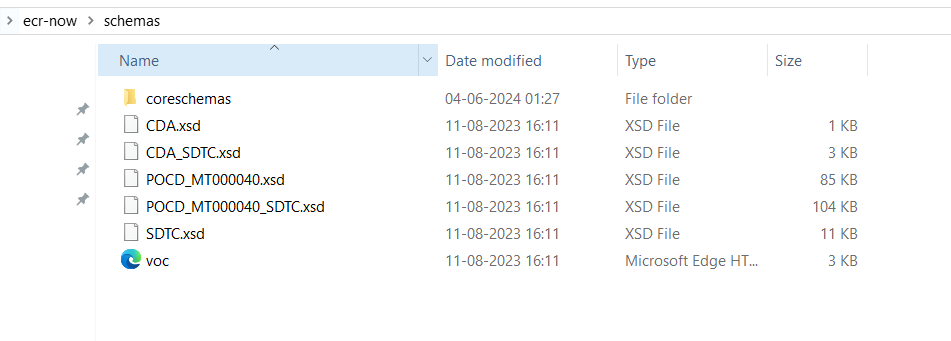 ecr-now schemas
Name Date modified Type Size
coreschemas 04-06-2024 01:27 File folder
CDA.xsd 11-08-2023 16:11 XSD File 1 KB
CDA_SDTC.xsd 11-08-2023 16:11 XSD File 3 KB
POCD_MT000040.xsd 11-08-2023 16:11 XSD File 85 KB
POCD_MT000040_SDTC.xsd 11-08-2023 16:11 XSD File 104 KB
SDTC.xsd 11-08-2023 16:11 XSD File 11 KB
voc 11-08-2023 16:11 Microsoft Edge HT... 3 KB